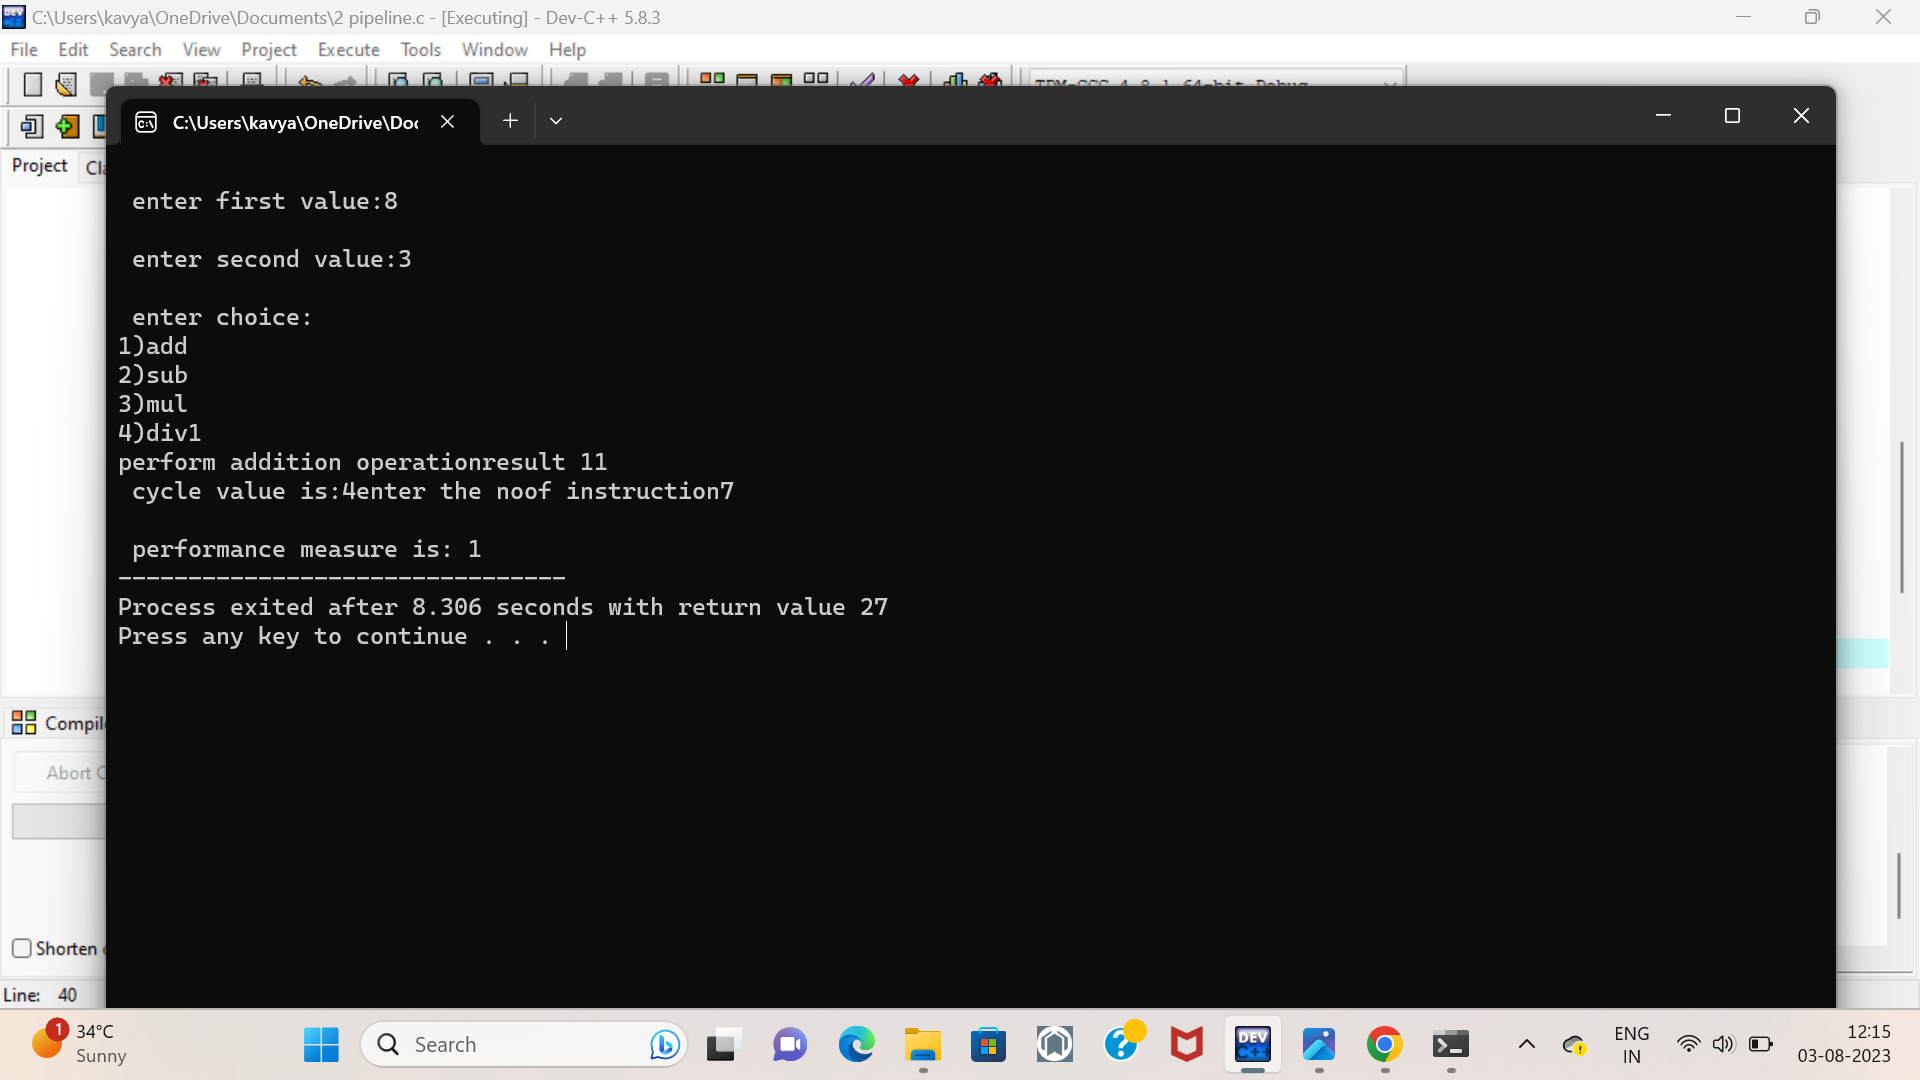 C:\Users\kavya\OneDrive\Documents\2 pipeline.c - [Executing] - Dev-C++ 5.8.3
File Edit Search View Project Execute Tools Window Help
TDM-GCC 4.8.1 64-bit Debug
C:\Users\kavya\OneDrive\Doc
Project
enter first value:8
enter second value:3
enter choice:
1)add
2)sub
3)mul
4)div1
perform addition operationresult 11
cycle value is:4enter the noof instruction7
performance measure is: 1
--------------------------------
Process exited after 8.306 seconds with return value 27
Press any key to continue . . .
Compile
Abort C
Shorten
Line: 40
1 34°C
Sunny
Search
DEV C++
ENG
IN
12:15
03-08-2023